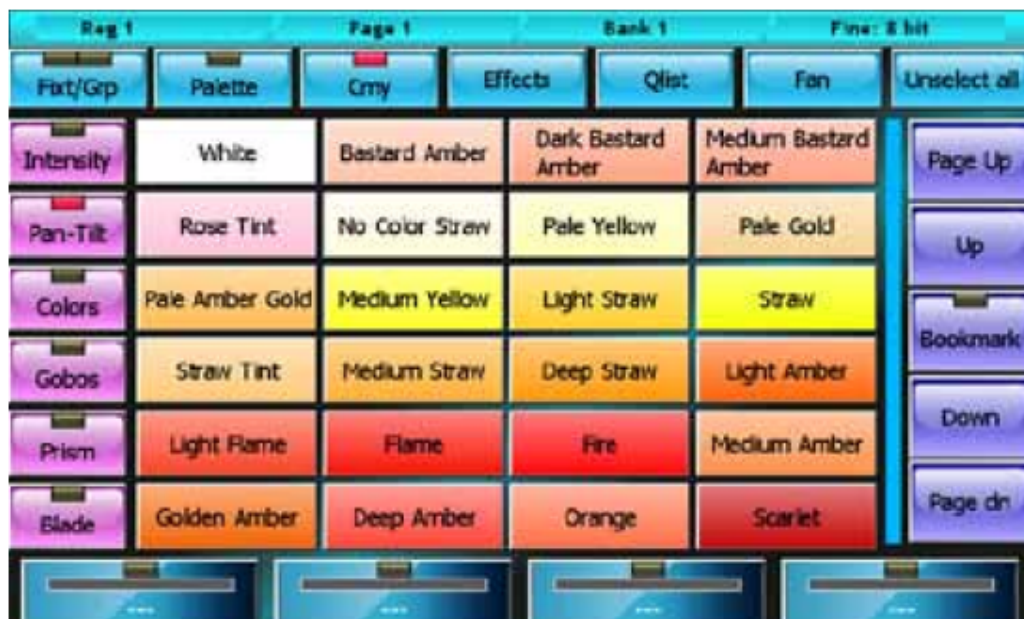 Reg 1 Page 1 Bank 1 Fine: 8 bit
Fixt/Grp Palette Cmy Effects Qlist Fan Unselect all
Intensity White Bastard Amber Dark Bastard Amber Medium Bastard Amber Page Up
Pan-Tilt Rose Tint No Color Straw Pale Yellow Pale Gold Up
Colors Pale Amber Gold Medium Yellow Light Straw Straw Bookmark
Gobos Straw Tint Medium Straw Deep Straw Light Amber Down
Prism Light Flame Flame Fire Medium Amber
Blade Golden Amber Deep Amber Orange Scarlet Page dn
--- --- --- ---